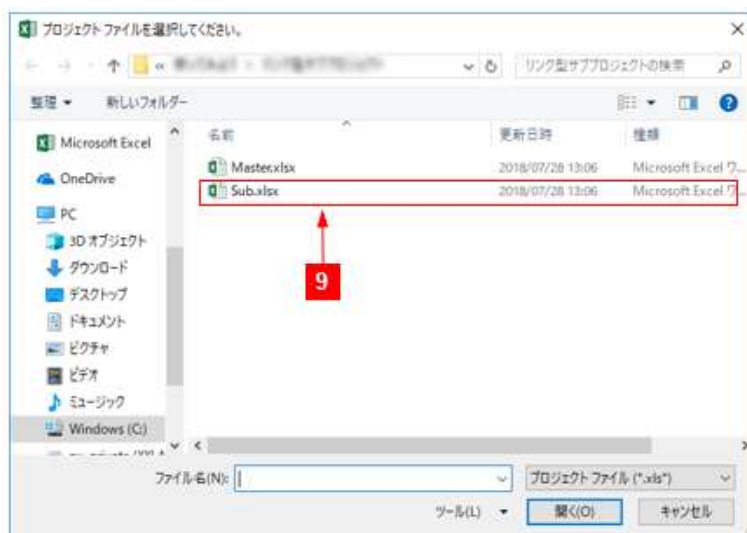 プロジェクト ファイルを選択してください。
«
リンク型サブプロジェクトの検索
整理 新しいフォルダー
名前 更新日時 種類
Microsoft Excel
Master.xlsx 2018/07/28 13:06 Microsoft Excel ワ...
OneDrive
Sub.xlsx 2018/07/28 13:06 Microsoft Excel ワ...
PC
3D オブジェクト
ダウンロード
9
デスクトップ
ドキュメント
ピクチャ
ビデオ
ミュージック
Windows (C:)
ファイル名(N):
プロジェクト ファイル (*.xls*)
ツール(L) 開く(O) キャンセル